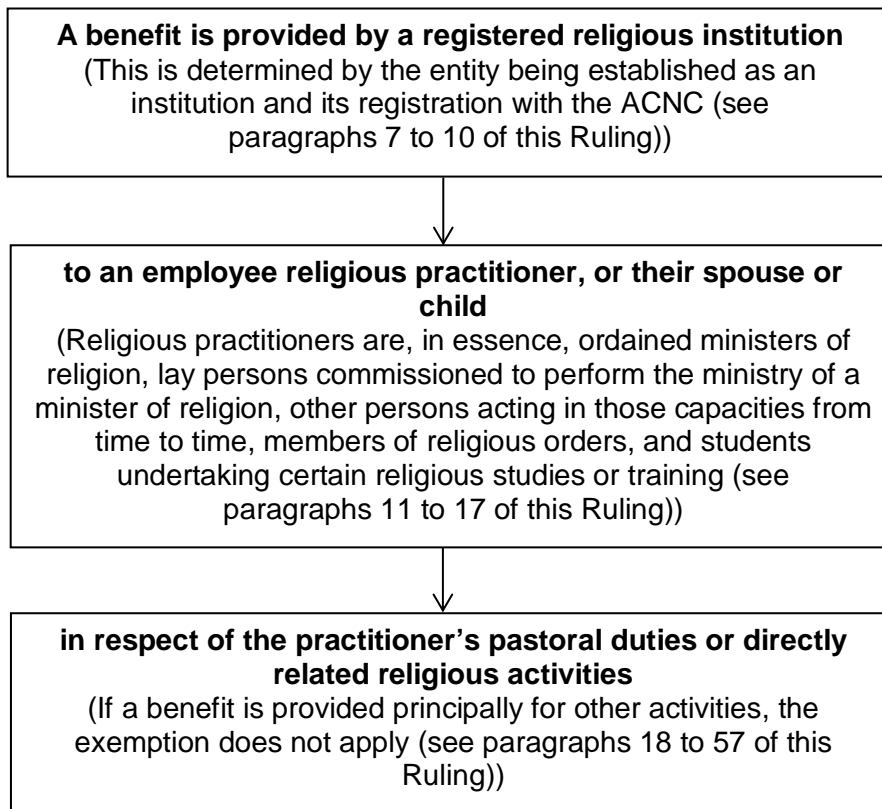 A benefit is provided by a registered religious institution
(This is determined by the entity being established as an
institution and its registration with the ACNC (see
paragraphs 7 to 10 of this Ruling))
to an employee religious practitioner, or their spouse or
child
(Religious practitioners are, in essence, ordained ministers of
religion, lay persons commissioned to perform the ministry of a
minister of religion, other persons acting in those capacities from
time to time, members of religious orders, and students
undertaking certain religious studies or training (see
paragraphs 11 to 17 of this Ruling))
in respect of the practitioner’s pastoral duties or directly
related religious activities
(If a benefit is provided principally for other activities, the
exemption does not apply (see paragraphs 18 to 57 of this
Ruling))